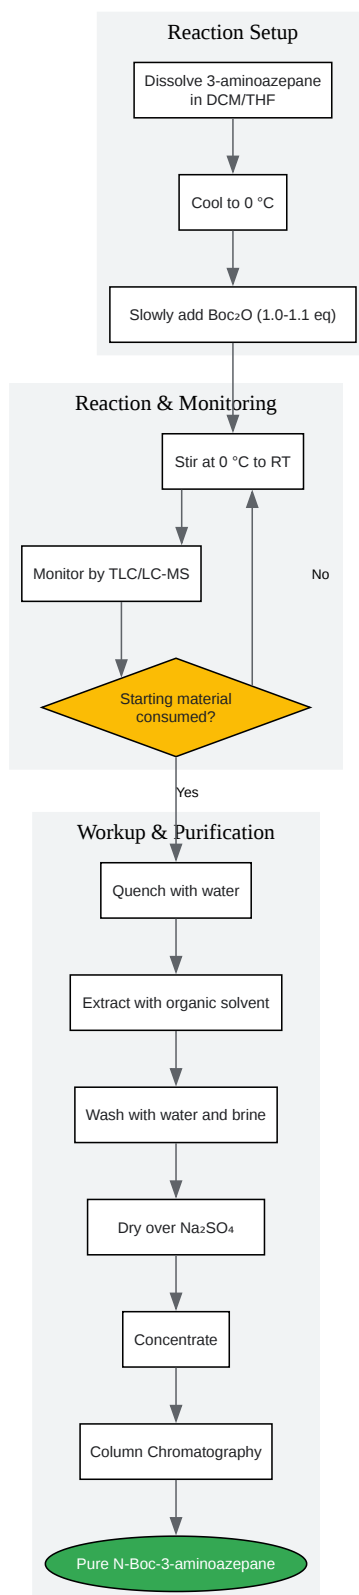 Reaction Setup
Dissolve 3-aminoazepane
in DCM/THF
Cool to 0 °C
Slowly add Boc₂O (1.0-1.1 eq)
Reaction & Monitoring
Stir at 0 °C to RT
Monitor by TLC/LC-MS
No
Starting material
consumed?
Yes
Workup & Purification
Quench with water
Extract with organic solvent
Wash with water and brine
Dry over Na₂SO₄
Concentrate
Column Chromatography
Pure N-Boc-3-aminoazepane